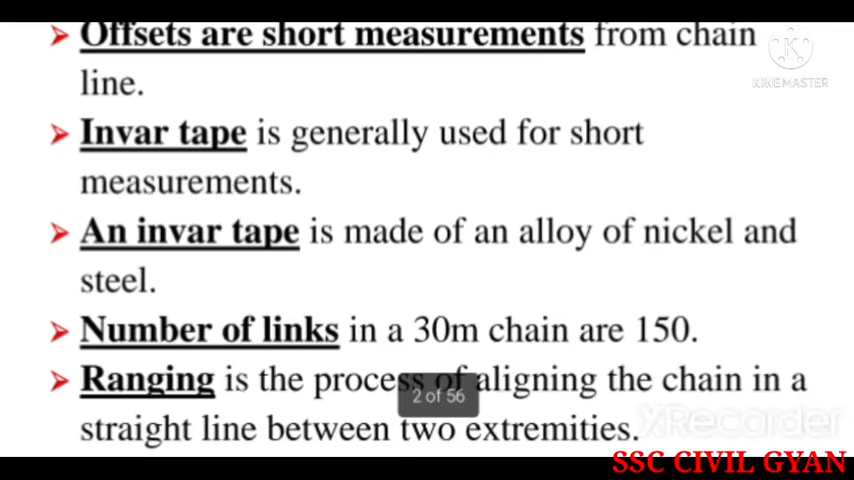 Offsets are short measurements from chain
line.
KINEMASTER
Invar tape is generally used for short
measurements.
An invar tape is made of an alloy of nickel and
steel.
Number of links in a 30m chain are 150.
Ranging is the process of aligning the chain in a
2 of 56
straight line between two extremities.
XRecorder
SSC CIVIL GYAN